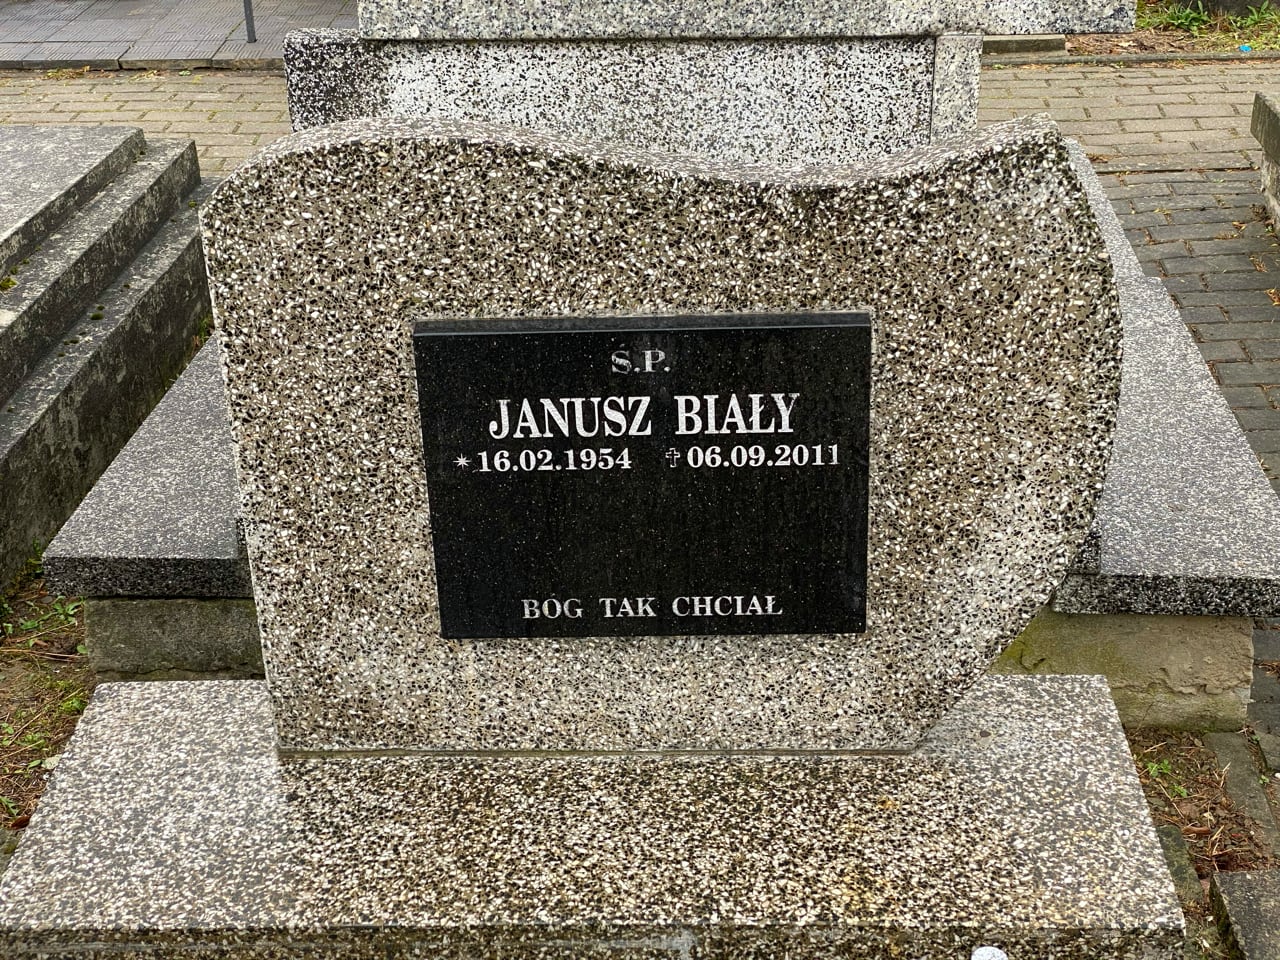 Ś.P.
JANUSZ BIAŁY
*16.02.1954 ✝06.09.2011
BÓG TAK CHCIAŁ